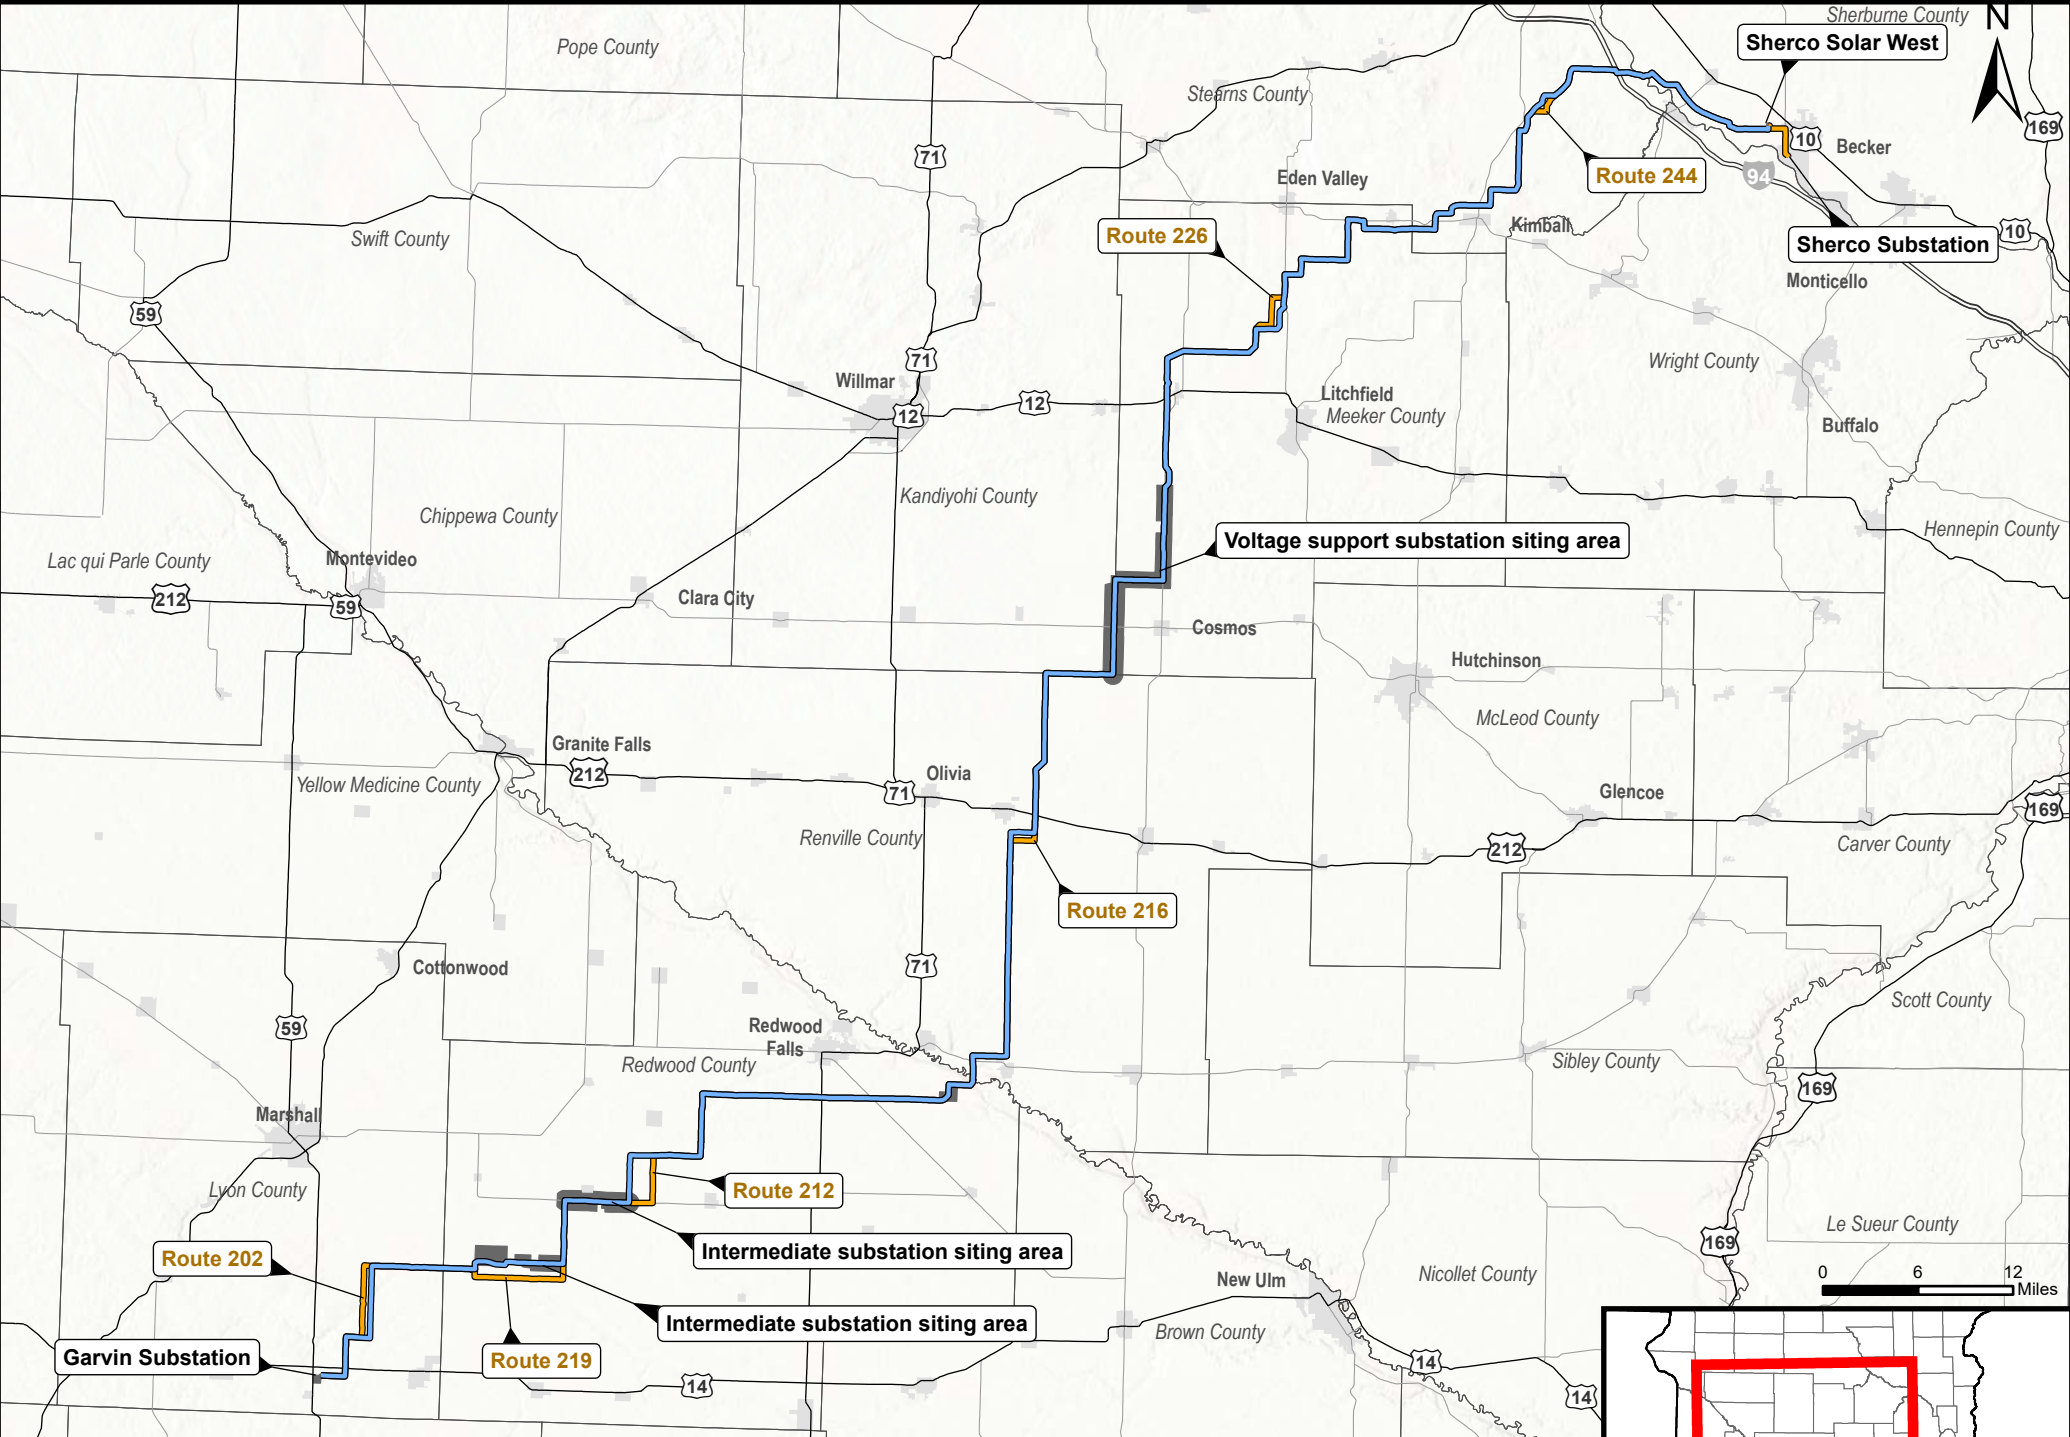 Sherburne County
N
Sherco Solar West
Pope County
Stearns County
169
71
10
Becker
94
Route 244
Eden Valley
Kimball
10
Sherco Substation
Route 226
Swift County
Monticello
59
71
Wright County
Willmar
12
12
Litchfield
Meeker County
Buffalo
Kandiyohi County
Chippewa County
Hennepin County
Voltage support substation siting area
Lac qui Parle County
Montevideo
212
59
Clara City
Cosmos
Hutchinson
McLeod County
Granite Falls
212
Yellow Medicine County
Olivia
71
Glencoe
169
Renville County
212
Carver County
Route 216
Cottonwood
71
Scott County
59
Redwood
Falls
Redwood County
Sibley County
169
Marshall
Lyon County
Route 212
Le Sueur County
169
Intermediate substation siting area
Route 202
New Ulm
Nicollet County
0 6 12
Miles
Intermediate substation siting area
Brown County
Garvin Substation
Route 219
14
14
14